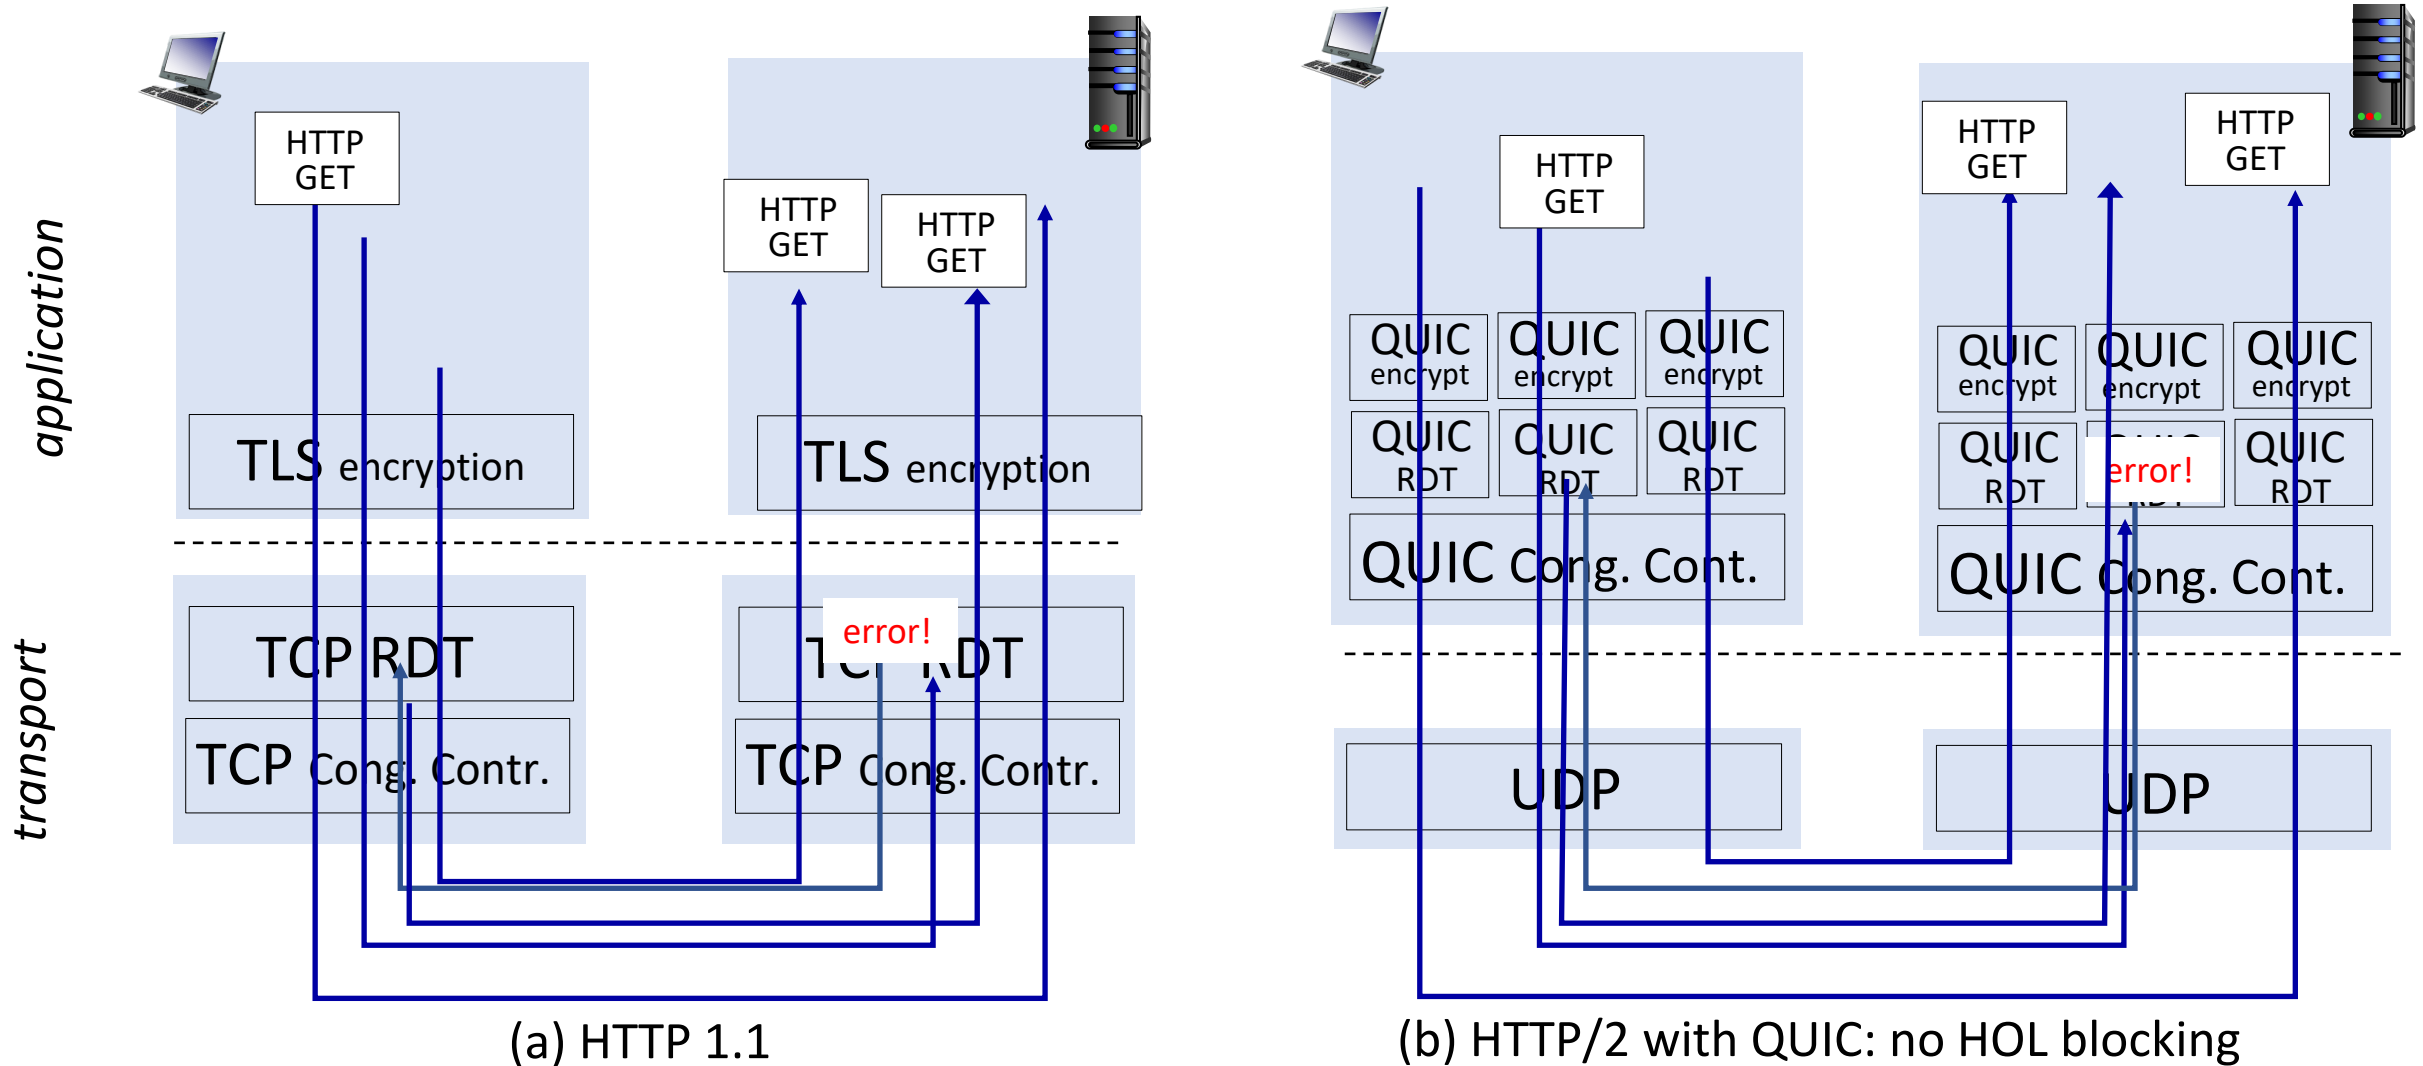 application
transport
HTTP
GET
TLS encryption
TCP RDT
TCP Cong. Contr.
HTTP
GET
HTTP
GET
TLS encryption
error!
TCP RDT
TCP Cong. Contr.
(a) HTTP 1.1
HTTP
GET
QUIC
encrypt
QUIC
encrypt
QUIC
encrypt
QUIC
RDT
QUIC
RDT
QUIC
RDT
QUIC Cong. Cont.
UDP
HTTP
GET
HTTP
GET
QUIC
encrypt
QUIC
encrypt
QUIC
encrypt
QUIC
RDT
error!
QUIC
RDT
QUIC Cong. Cont.
UDP
(b) HTTP/2 with QUIC: no HOL blocking